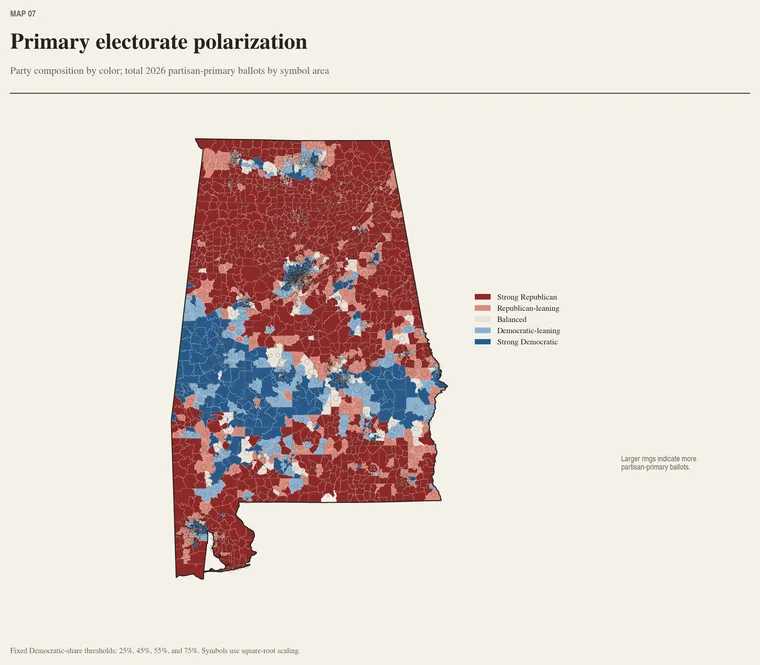 MAP 07
Primary electorate polarization
Party composition by color; total 2026 partisan-primary ballots by symbol area
Strong Republican
Republican-leaning
Balanced
Democratic-leaning
Strong Democratic
Larger rings indicate more
partisan-primary ballots.
Fixed Democratic-share thresholds: 25%, 45%, 55%, and 75%. Symbols use square-root scaling.